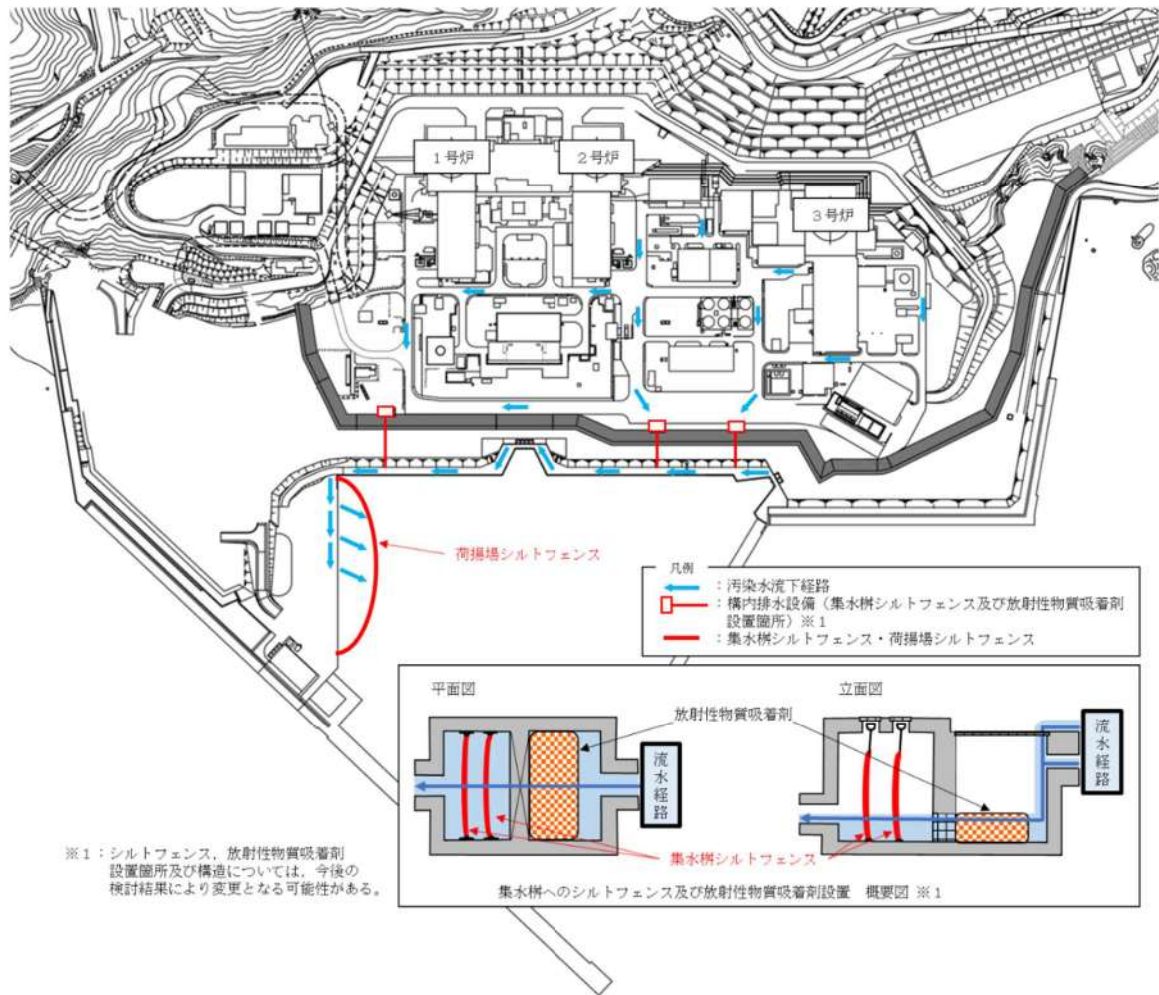 1号炉
2号炉
3号炉
荷揚場シルトフェンス
凡例
：汚染水流下経路
：構内排水設備（集水桝シルトフェンス及び放射性物質吸着剤
設置箇所）※1
：集水桝シルトフェンス・荷揚場シルトフェンス
平面図
立面図
放射性物質吸着剤
流水経路
流水経路
集水桝シルトフェンス
集水桝へのシルトフェンス及び放射性物質吸着剤設置　概要図 ※1
※1：シルトフェンス，放射性物質吸着剤
設置箇所及び構造については，今後の
検討結果により変更となる可能性がある。